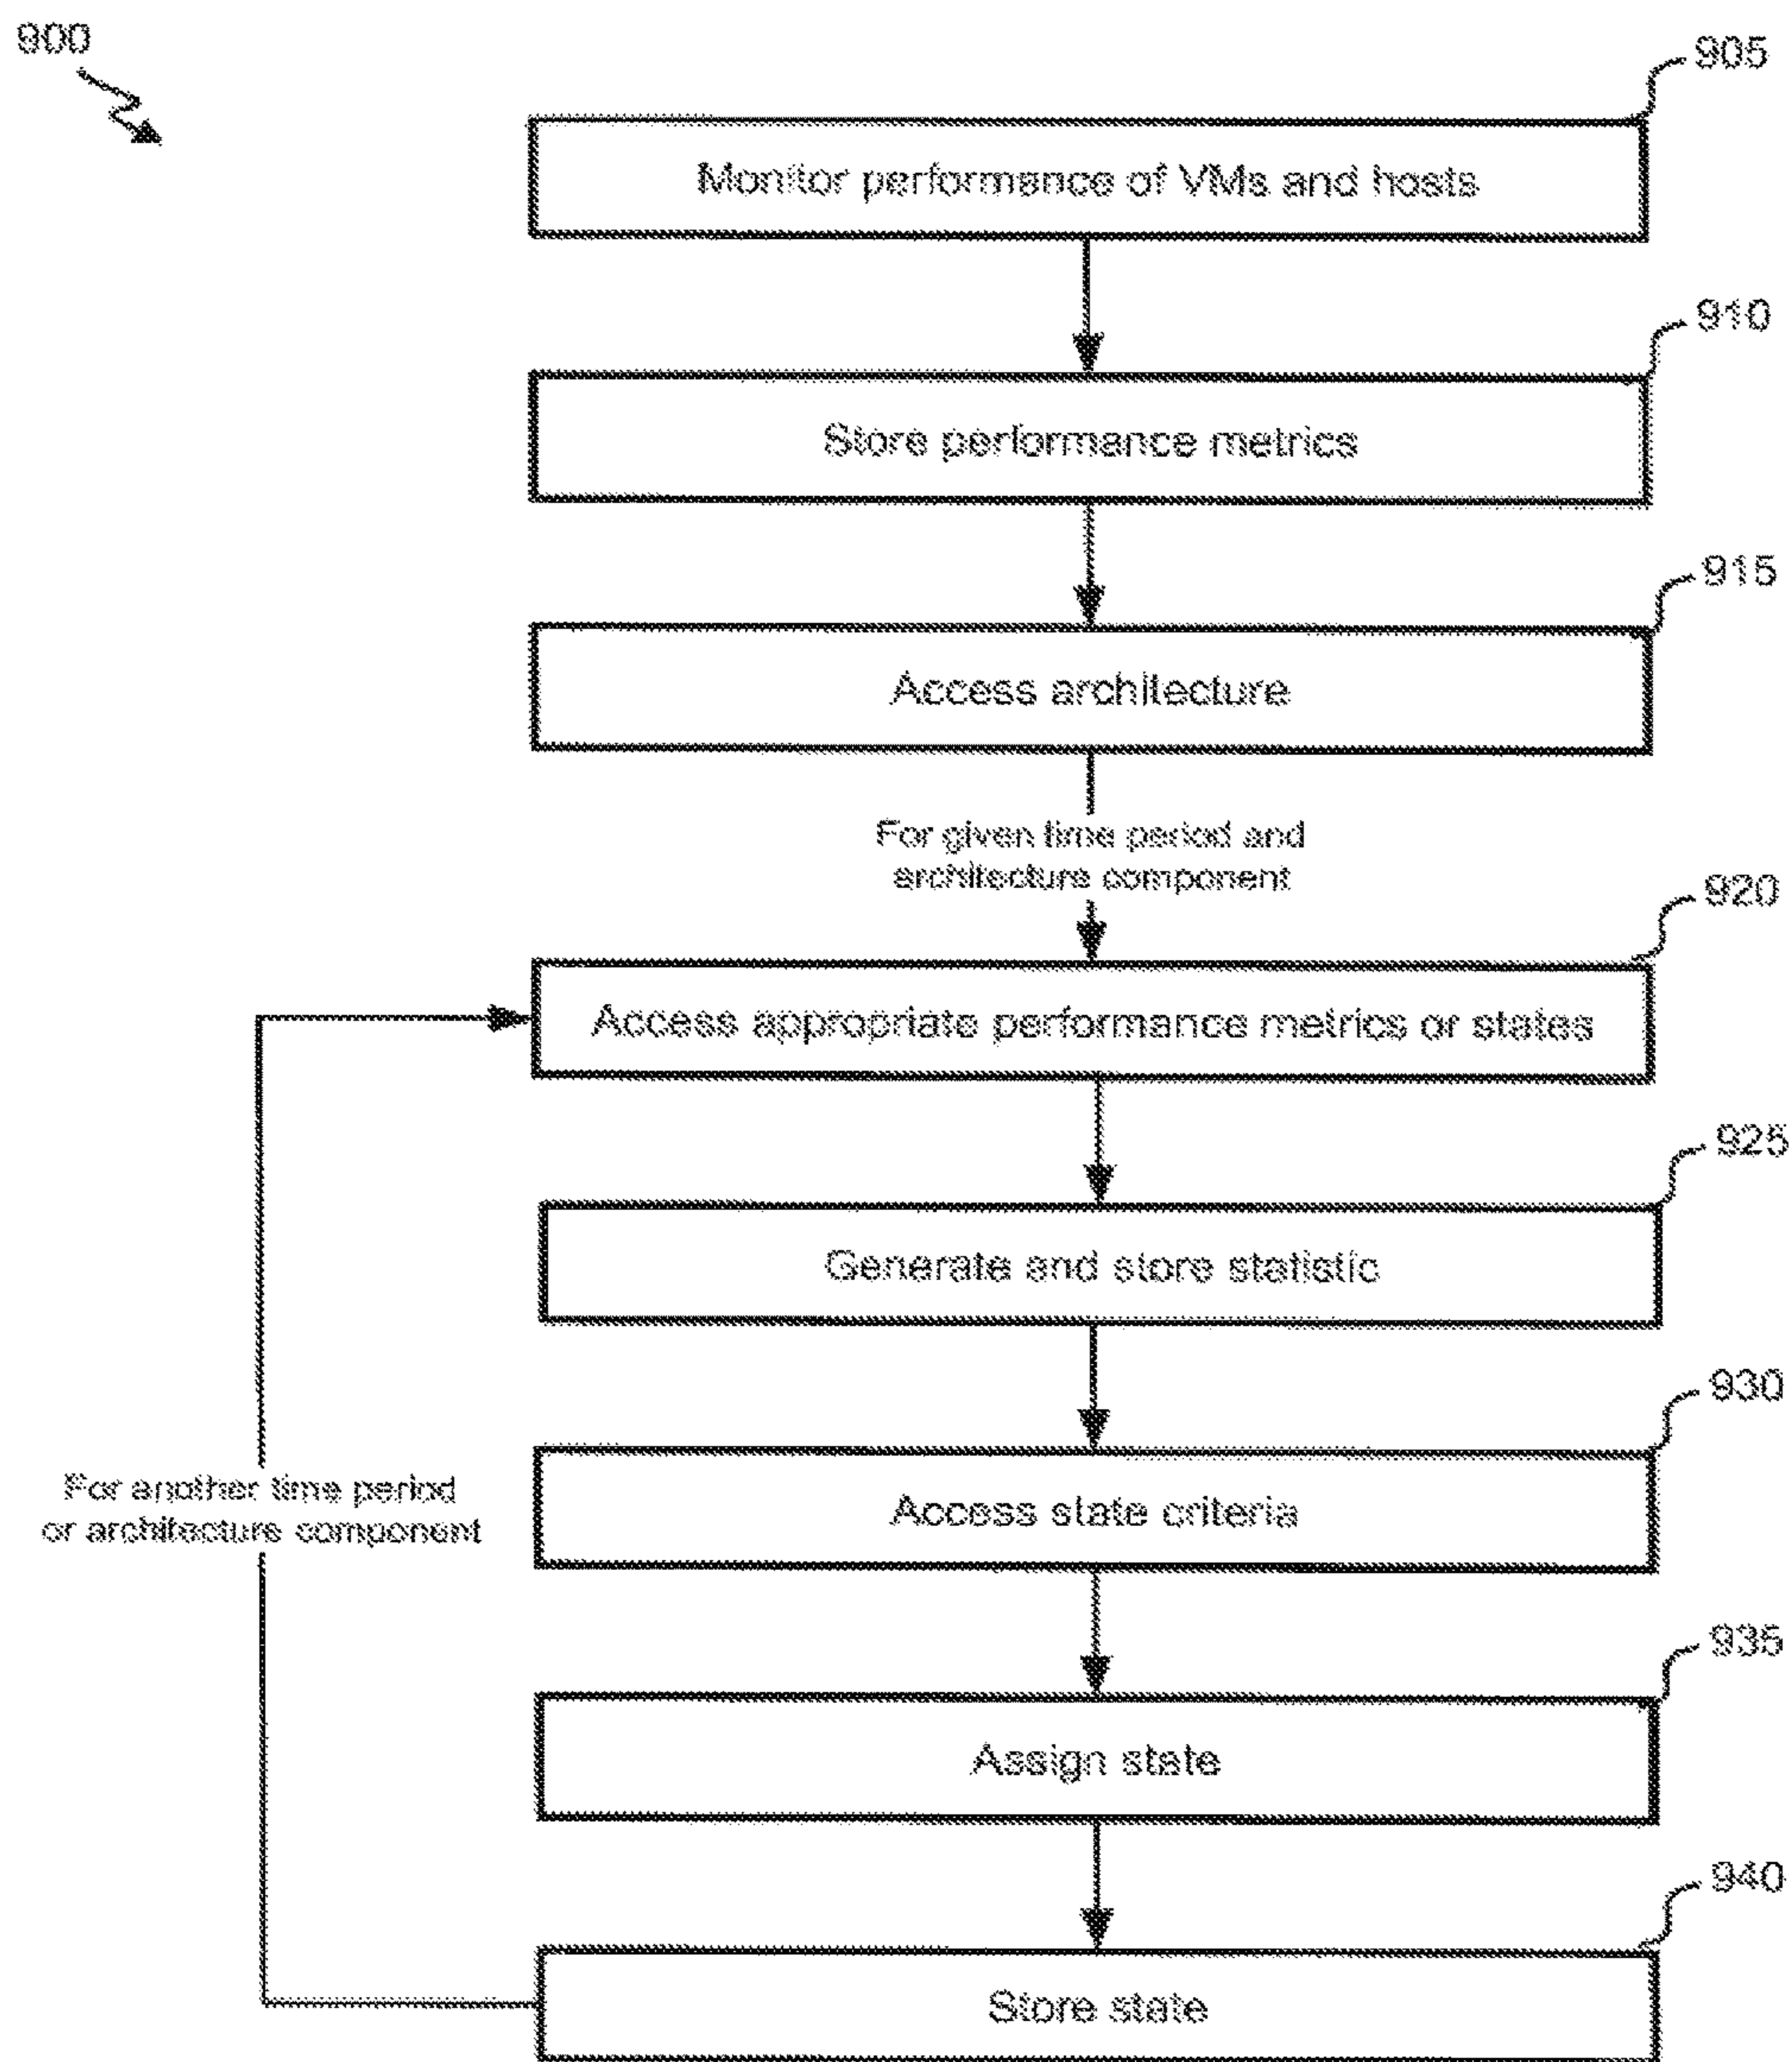 900
905
Monitor performance of VMs and hosts
910
Store performance metrics
915
Access architecture
For given time period and
architecture component
920
Access appropriate performance metrics or states
925
Generate and store statistic
930
Access state criteria
For another time period
or architecture component
935
Assign state
940
Store state